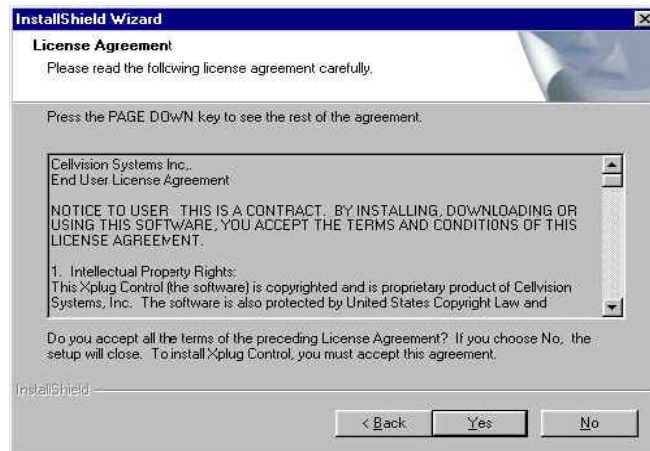 InstallShield Wizard
License Agreement
Please read the following license agreement carefully.
Press the PAGE DOWN key to see the rest of the agreement.
Cellvision Systems Inc,.
End User License Agreement
NOTICE TO USER THIS IS A CONTRACT. BY INSTALLING, DOWNLOADING OR
USING THIS SOFTWARE, YOU ACCEPT THE TERMS AND CONDITIONS OF THIS
LICENSE AGREEMENT.
1. Intellectual Property Rights:
This Xplug Control (the software) is copyrighted and is proprietary product of Cellvision
Systems, Inc. The software is also protected by United States Copyright Law and
Do you accept all the terms of the preceding License Agreement? If you choose No, the
setup will close. To install Xplug Control, you must accept this agreement.
InstallShield
< Back
Yes
No